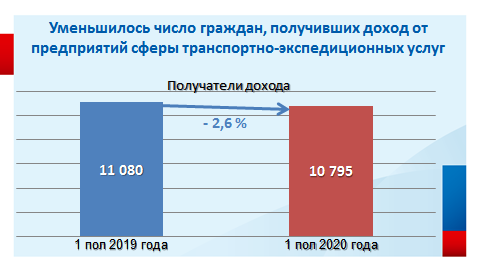 Уменьшилось число граждан, получивших доход от
предприятий сферы транспортно-экспедиционных услуг
Получатели дохода
- 2,6 %
11 080
10 795
1 пол 2019 года
1 пол 2020 года